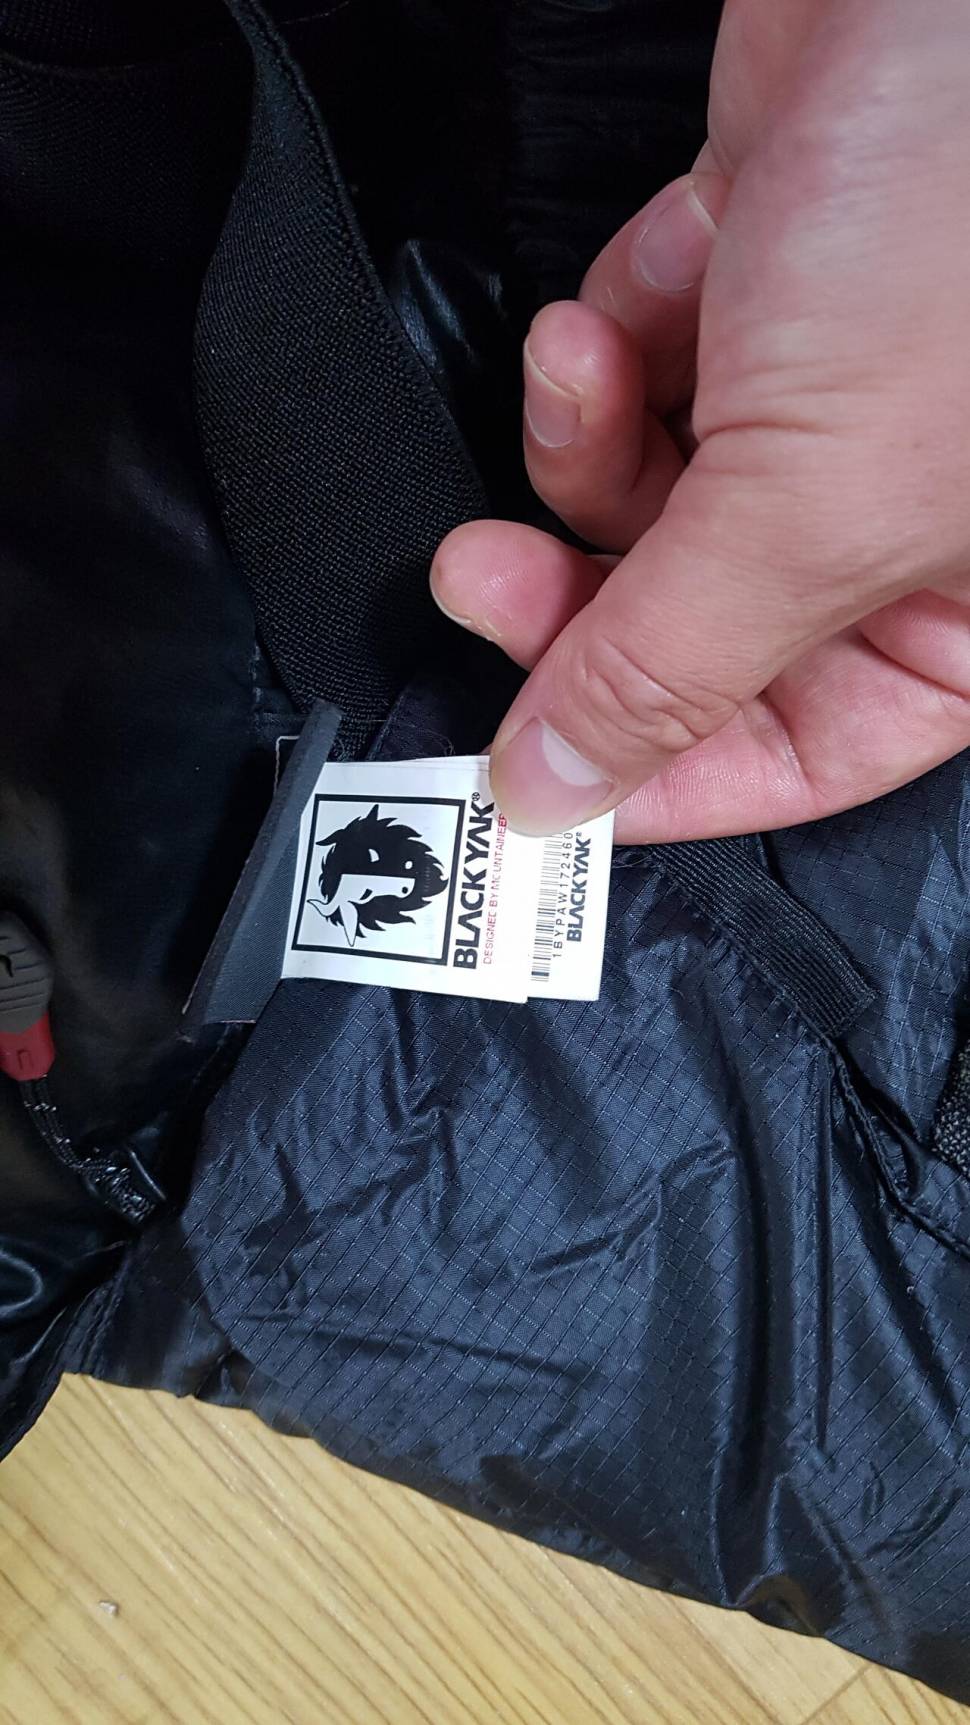 BLACKYAK®
DESIGNED BY MOUNTAINEER
1BYPAW172460
BLACKYAK®